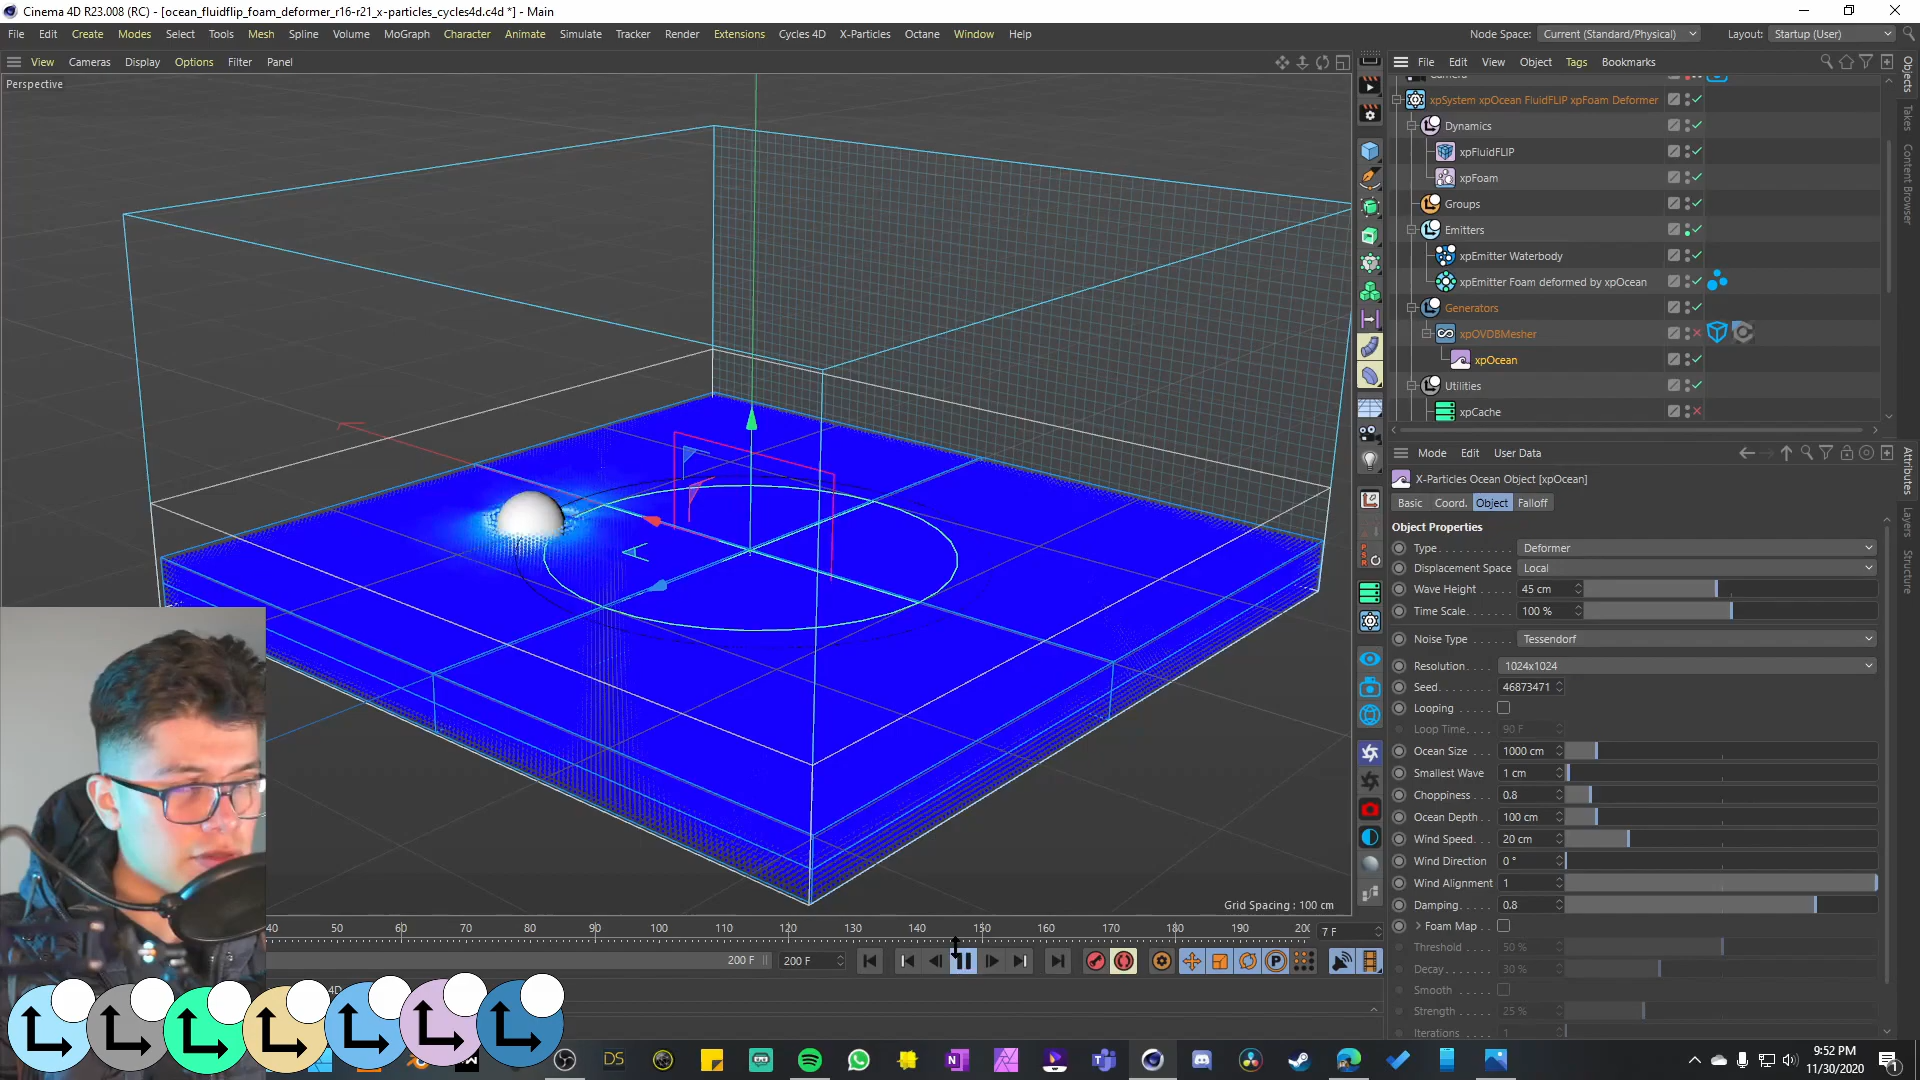 Cinema 4D R23.008 (RC) - [ocean_fluidflip_foam_deformer_r16-r21_x-particles_cycles4d.c4d *] - Main
File Edit Create Modes Select Tools Mesh Spline Volume MoGraph Character Animate Simulate Tracker Render Extensions Cycles 4D X-Particles Octane Window Help
Node Space: Current (Standard/Physical) Layout: Startup (User)
View Cameras Display Options Filter Panel
File Edit View Object Tags Bookmarks
Perspective
xpSystem xpOcean FluidFLIP xpFoam Deformer
Dynamics
xpFluidFLIP
xpFoam
Groups
Emitters
xpEmitter Waterbody
xpEmitter Foam deformed by xpOcean
Generators
xpOVDBMesher
xpOcean
Utilities
xpCache
Objects
Takes
Content Browser
Mode Edit User Data
X-Particles Ocean Object [xpOcean]
Basic Coord. Object Falloff
Object Properties
Type Deformer
Displacement Space Local
Wave Height 45 cm
Time Scale 100 %
Noise Type Tessendorf
Resolution 1024x1024
Seed 46873471
Looping
Loop Time 90 F
Ocean Size 1000 cm
Smallest Wave 1 cm
Choppiness 0.8
Ocean Depth 100 cm
Wind Speed 20 cm
Wind Direction 0 °
Wind Alignment 1
Damping 0.8
> Foam Map
Threshold 50 %
Decay 30 %
Smooth
Strength 25 %
Iterations 1
Attributes
Layers
Structure
Grid Spacing : 100 cm
40 50 60 70 80 90 100 110 120 130 140 150 160 170 180 190 200
7 F
200 F 200 F
9:52 PM
11/30/2020